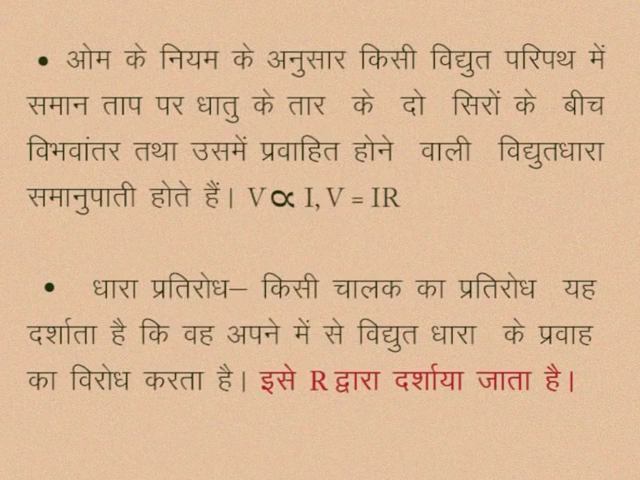 • ओम के नियम के अनुसार किसी विद्युत परिपथ में
समान ताप पर धातु के तार के दो सिरों के बीच
विभवांतर तथा उसमें प्रवाहित होने वाली विद्युतधारा
समानुपाती होते हैं। V ∝ I, V = IR
• धारा प्रतिरोध– किसी चालक का प्रतिरोध यह
दर्शाता है कि वह अपने में से विद्युत धारा के प्रवाह
का विरोध करता है। इसे R द्वारा दर्शाया जाता है।